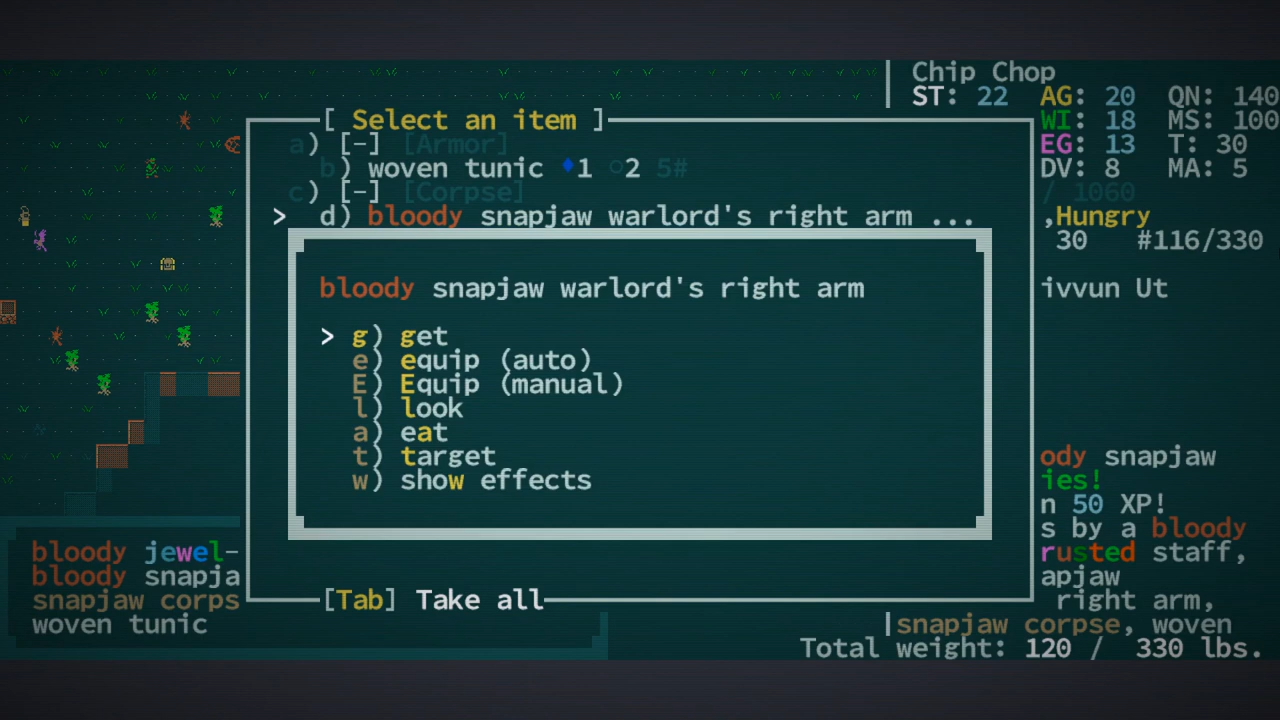 Chip Chop
ST: 22 AG: 20 QN: 140
WI: 18 MS: 100
EG: 13 T: 30
DV: 8 MA: 5
/ 1060
,Hungry
30 #116/330
ivvun Ut
[ Select an item ]
a) [-] [Armor]
b) woven tunic ♦1 ○2 5#
c) [-] [Corpse]
> d) bloody snapjaw warlord's right arm ...
bloody snapjaw warlord's right arm
> g) get
e) equip (auto)
E) Equip (manual)
l) look
a) eat
t) target
w) show effects
[Tab] Take all
ody snapjaw
ies!
n 50 XP!
s by a bloody
rusted staff,
apjaw
right arm,
snapjaw corpse, woven
bloody jewel-
bloody snapja
snapjaw corps
woven tunic
Total weight: 120 / 330 lbs.